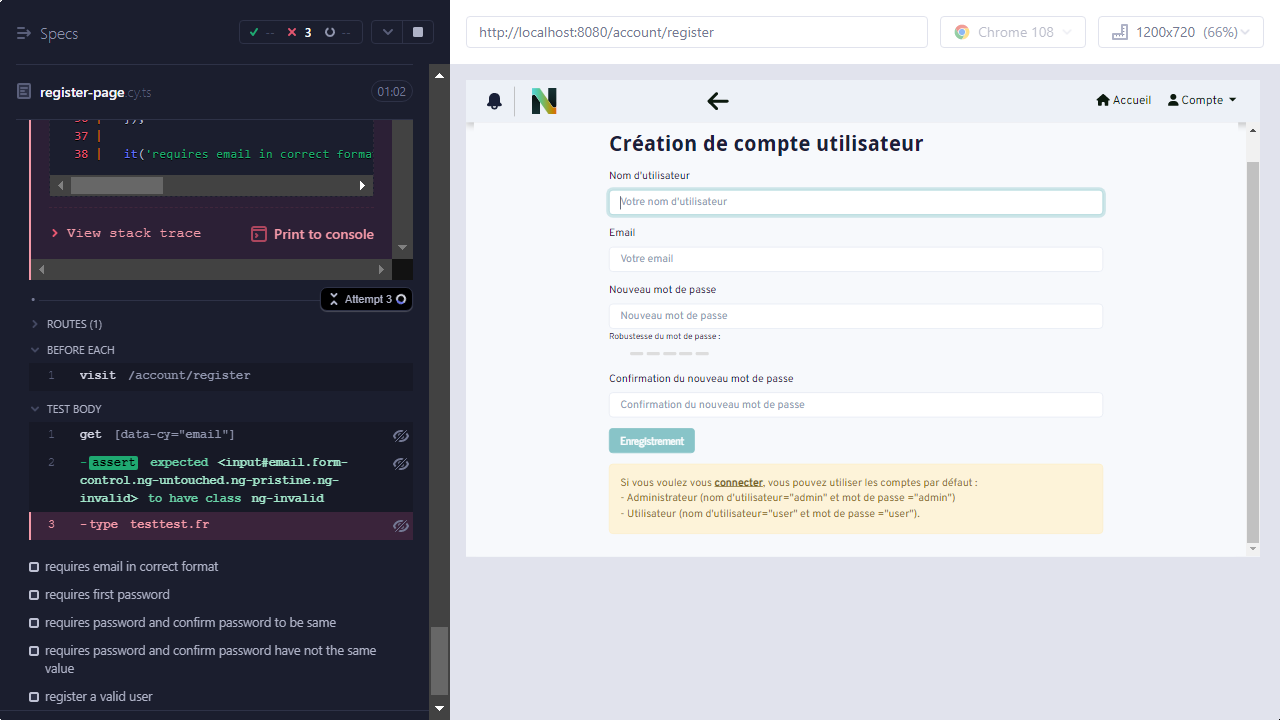 Specs
-- 3 --
register-page.cy.ts
01:02
37 |
38 | it('requires email in correct forma
> View stack trace
Print to console
Attempt 3
ROUTES (1)
BEFORE EACH
1 visit /account/register
TEST BODY
1 get [data-cy="email"]
2 -assert expected <input#email.form-
control.ng-untouched.ng-pristine.ng-
invalid> to have class ng-invalid
3 -type testtest.fr
requires email in correct format
requires first password
requires password and confirm password to be same
requires password and confirm password have not the same
value
register a valid user
http://localhost:8080/account/register
Chrome 108
1200x720 (66%)
N
Accueil
Compte
Création de compte utilisateur
Nom d'utilisateur
Votre nom d'utilisateur
Email
Votre email
Nouveau mot de passe
Nouveau mot de passe
Robustesse du mot de passe :
Confirmation du nouveau mot de passe
Confirmation du nouveau mot de passe
Enregistrement
Si vous voulez vous connecter, vous pouvez utiliser les comptes par défaut :
- Administrateur (nom d'utilisateur="admin" et mot de passe ="admin")
- Utilisateur (nom d'utilisateur="user" et mot de passe ="user").